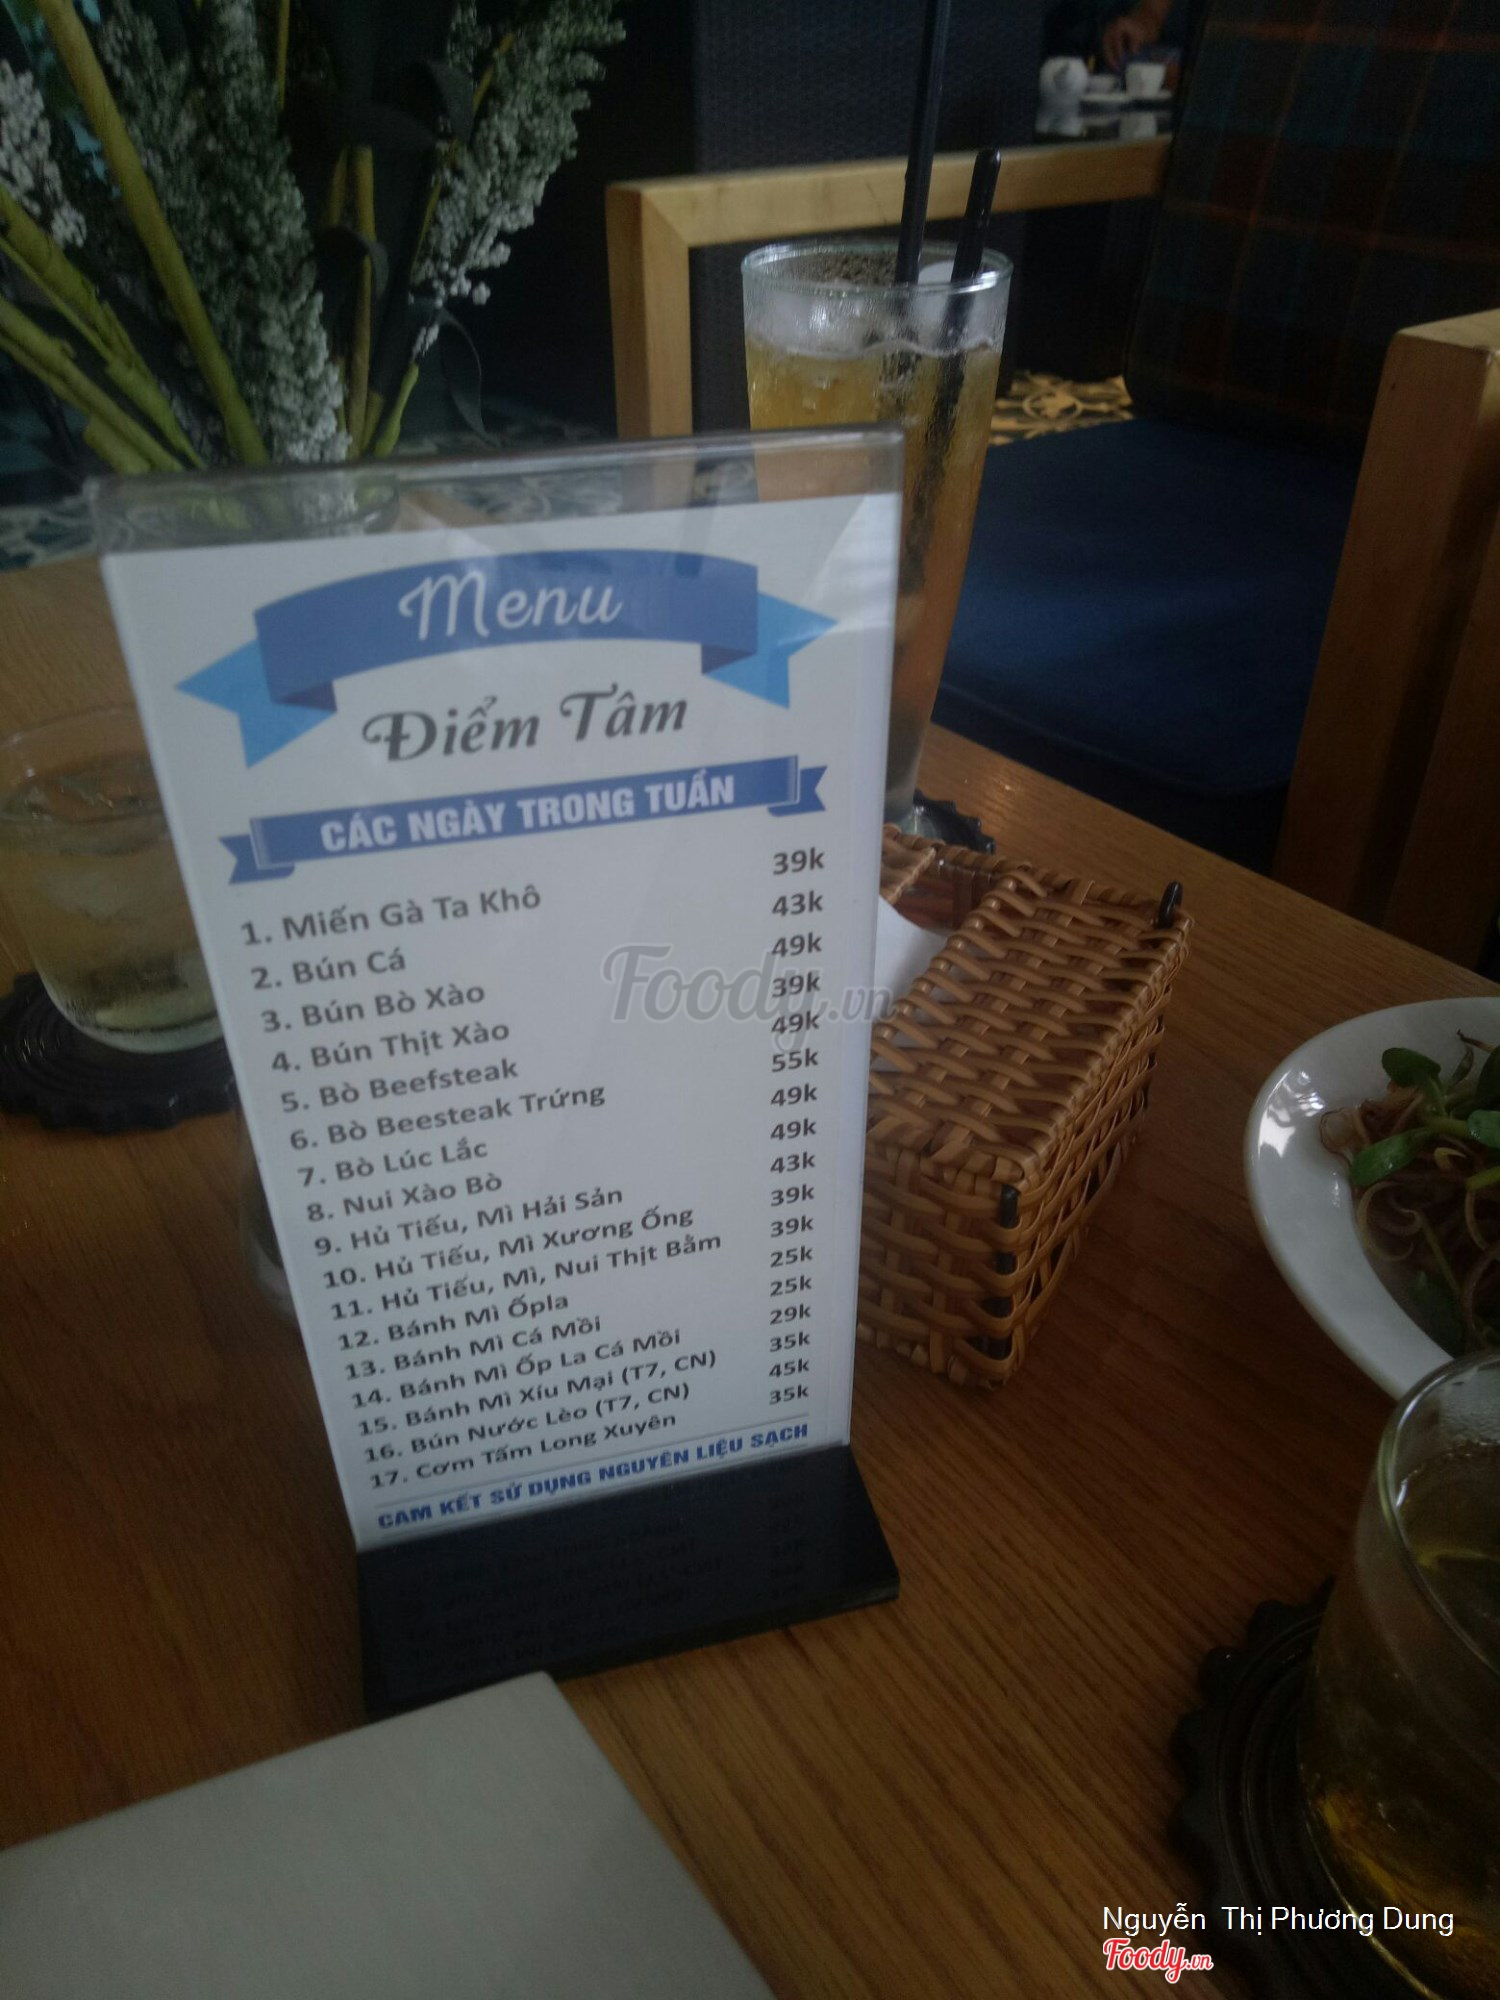 Menu
Điểm Tâm
CÁC NGÀY TRONG TUẦN
1. Miến Gà Ta Khô 39k
2. Bún Cá 43k
3. Bún Bò Xào 49k
4. Bún Thịt Xào 39k
5. Bò Beefsteak 49k
6. Bò Beesteak Trứng 55k
7. Bò Lúc Lắc 49k
8. Nui Xào Bò 49k
9. Hủ Tiếu, Mì Hải Sản 43k
10. Hủ Tiếu, Mì Xương Ống 39k
11. Hủ Tiếu, Mì, Nui Thịt Bằm 39k
12. Bánh Mì Ốpla 25k
13. Bánh Mì Cá Mồi 25k
14. Bánh Mì Ốp La Cá Mồi 29k
15. Bánh Mì Xíu Mại (T7, CN) 35k
16. Bún Nước Lèo (T7, CN) 45k
17. Cơm Tấm Long Xuyên 35k
CAM KẾT SỬ DỤNG NGUYÊN LIỆU SẠCH
Foody.vn
Nguyễn Thị Phương Dung
Foody.vn